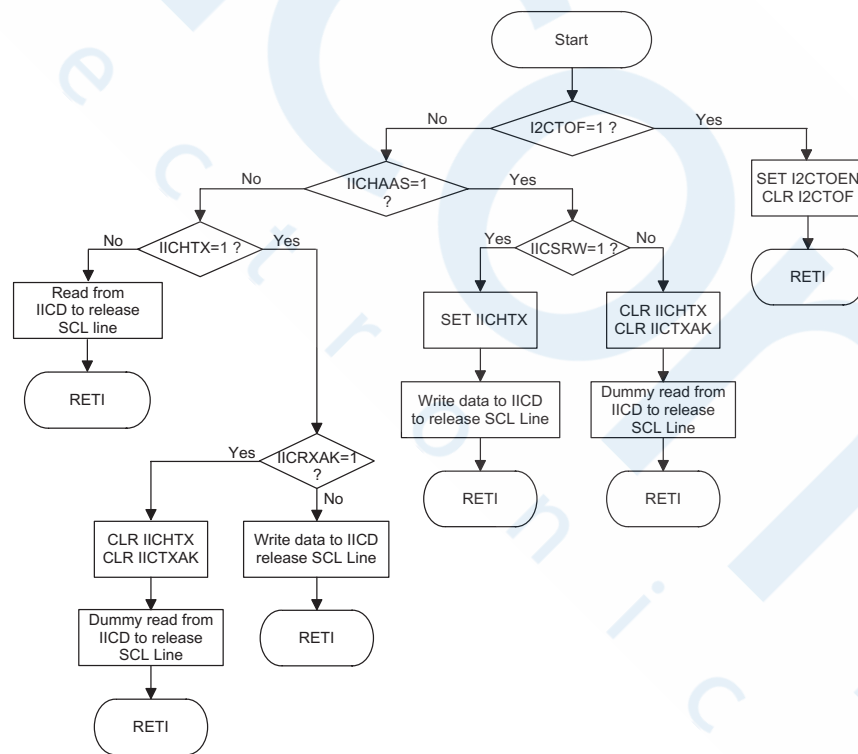 Start
I2CTOF=1 ?
No
Yes
IICHAAS=1
?
No
Yes
SET I2CTOEN
CLR I2CTOF
RETI
IICHTX=1 ?
No
Yes
IICSRW=1 ?
Yes
No
Read from
IICD to release
SCL line
RETI
SET IICHTX
Write data to IICD
to release SCL Line
RETI
CLR IICHTX
CLR IICTXAK
Dummy read from
IICD to release
SCL Line
RETI
IICRXAK=1
?
Yes
No
CLR IICHTX
CLR IICTXAK
Dummy read from
IICD to release
SCL Line
RETI
Write data to IICD
release SCL Line
RETI
e c t r o n i c